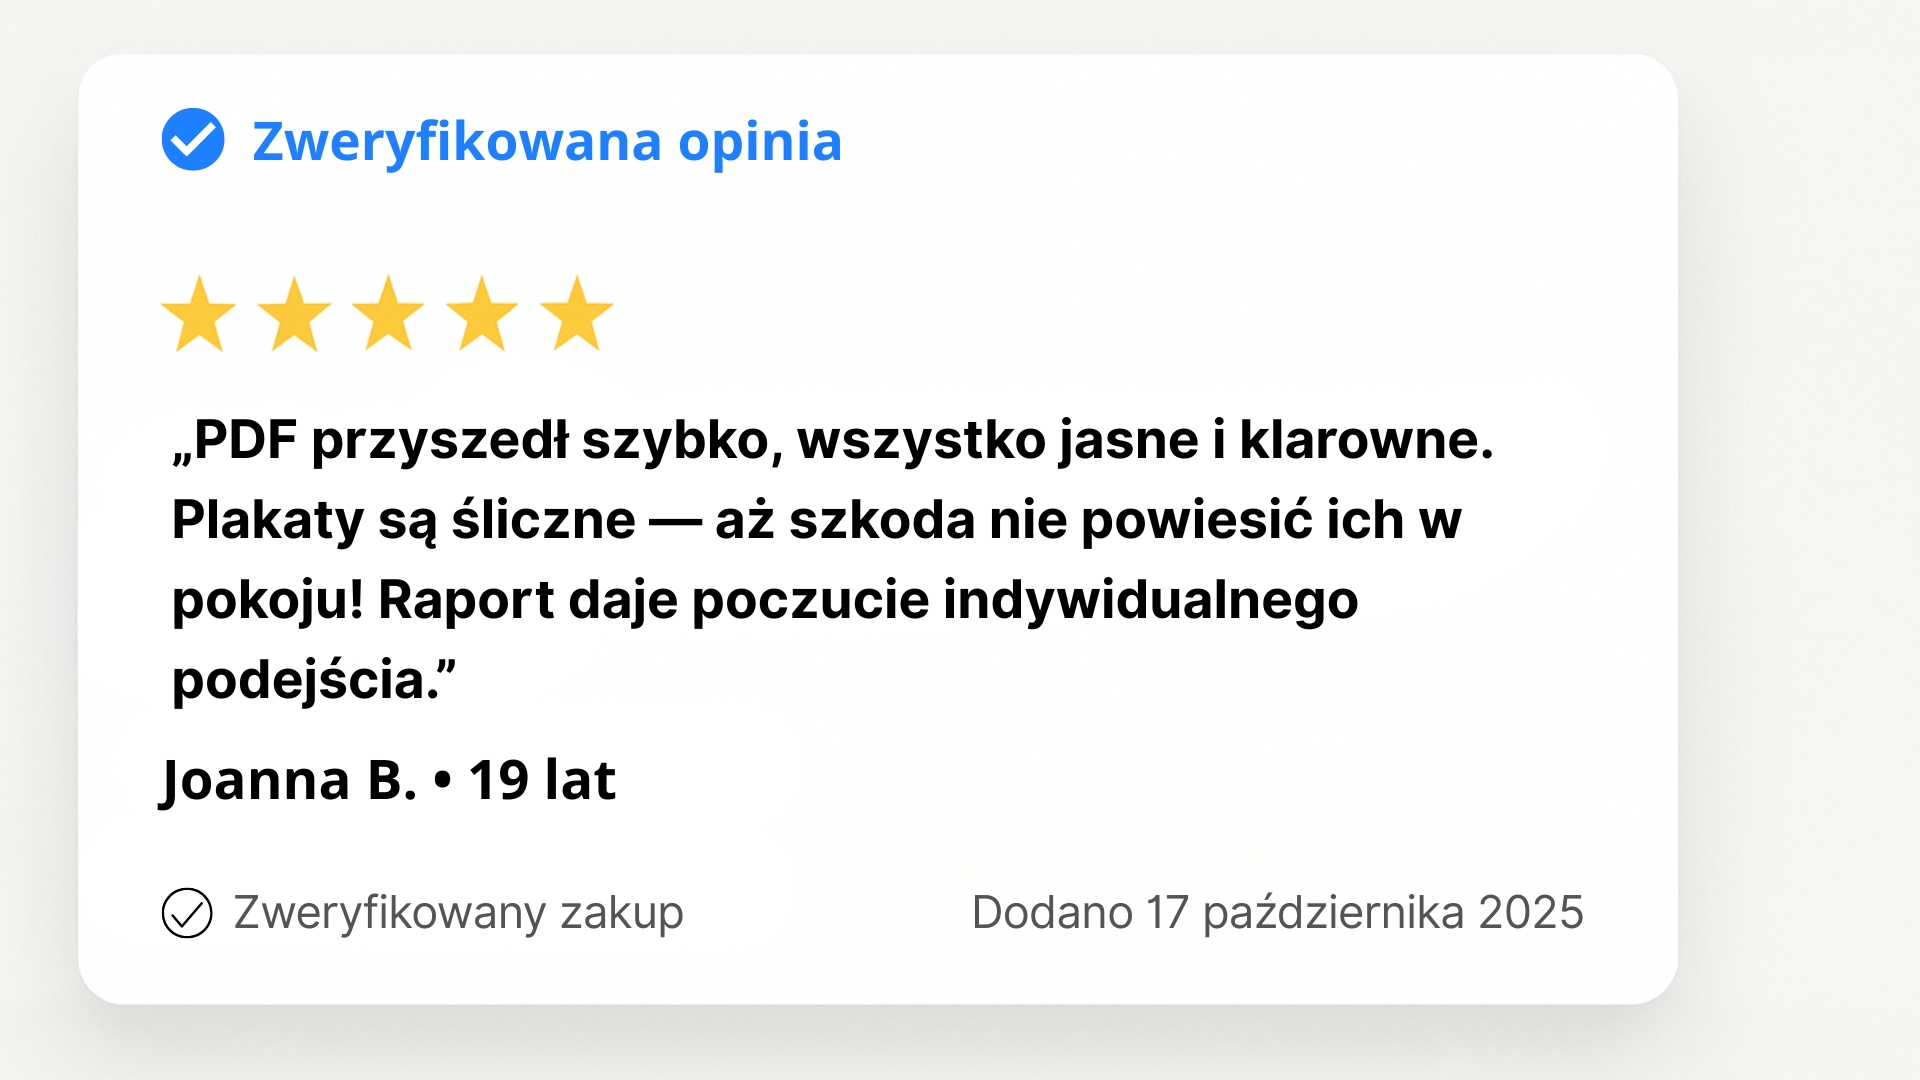 Zweryfikowana opinia
„PDF przyszedł szybko, wszystko jasne i klarowne.
Plakaty są śliczne — aż szkoda nie powiesić ich w
pokoju! Raport daje poczucie indywidualnego
podejścia.”
Joanna B. • 19 lat
Zweryfikowany zakup
Dodano 17 października 2025